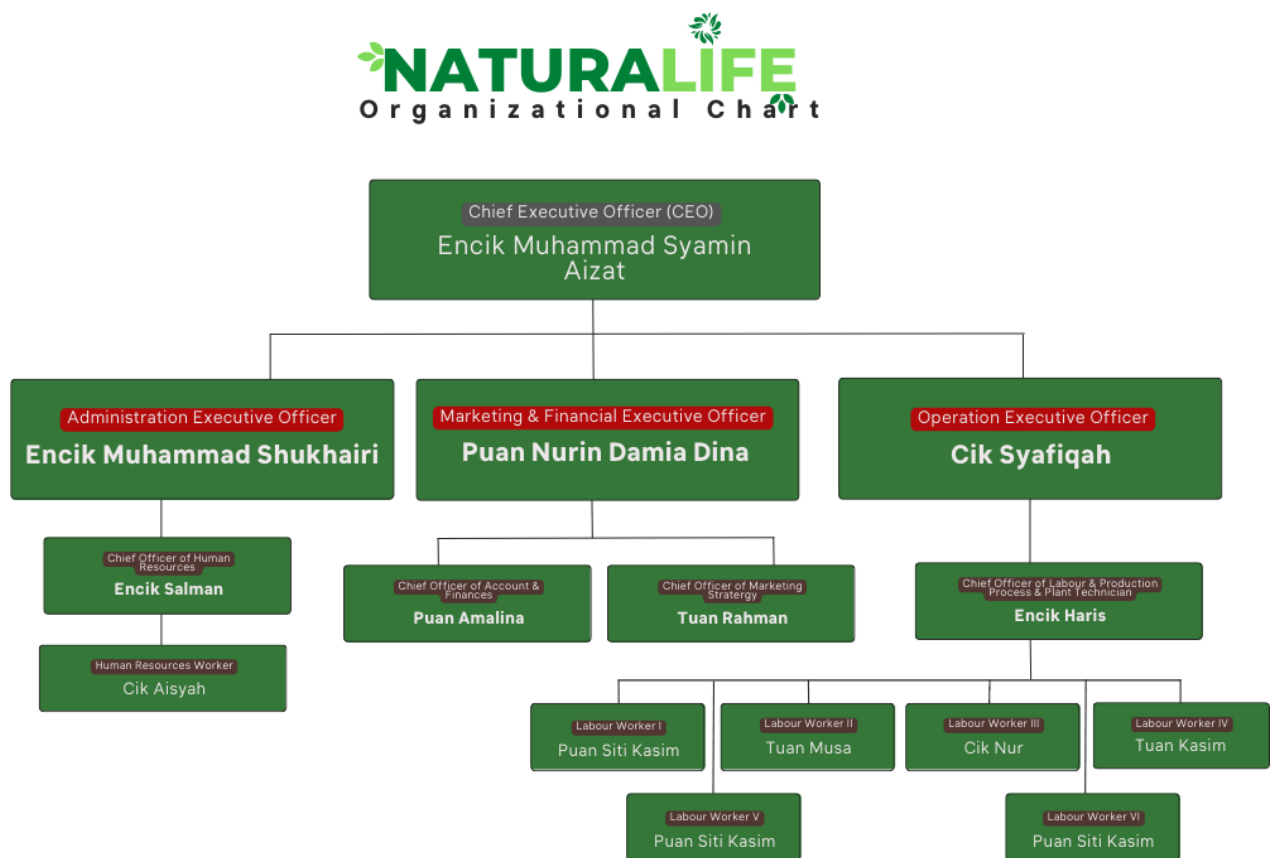 NATURALIFE
Organizational Chart
Chief Executive Officer (CEO)
Encik Muhammad Syamin
Aizat
Administration Executive Officer
Encik Muhammad Shukhairi
Marketing & Financial Executive Officer
Puan Nurin Damia Dina
Operation Executive Officer
Cik Syafiqah
Chief Officer of Human
Resources
Encik Salman
Chief Officer of Account &
Finances
Puan Amalina
Chief Officer of Marketing
Stratergy
Tuan Rahman
Chief Officer of Labour & Production
Process & Plant Technician
Encik Haris
Human Resources Worker
Cik Aisyah
Labour Worker I
Puan Siti Kasim
Labour Worker II
Tuan Musa
Labour Worker III
Cik Nur
Labour Worker IV
Tuan Kasim
Labour Worker V
Puan Siti Kasim
Labour Worker VI
Puan Siti Kasim